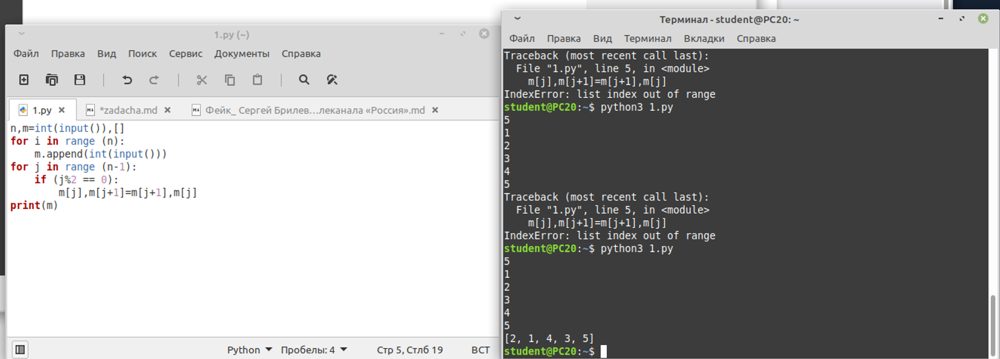 1.py (~)
Файл Правка Вид Поиск Сервис Документы Справка
1.py *zadacha.md Фейк_ Сергей Брилев...леканала «Россия».md
n,m=int(input()),[]
for i in range (n):
    m.append(int(input()))
for j in range (n-1):
    if (j%2 == 0):
        m[j],m[j+1]=m[j+1],m[j]
print(m)
Python Пробелы: 4 Стр 5, Стлб 19 ВСТ
Терминал - student@PC20: ~
Файл Правка Вид Терминал Вкладки Справка
Traceback (most recent call last):
  File "1.py", line 5, in <module>
    m[j],m[j+1]=m[j+1],m[j]
IndexError: list index out of range
student@PC20:~$ python3 1.py
5
1
2
3
4
5
Traceback (most recent call last):
  File "1.py", line 5, in <module>
    m[j],m[j+1]=m[j+1],m[j]
IndexError: list index out of range
student@PC20:~$ python3 1.py
5
1
2
3
4
5
[2, 1, 4, 3, 5]
student@PC20:~$